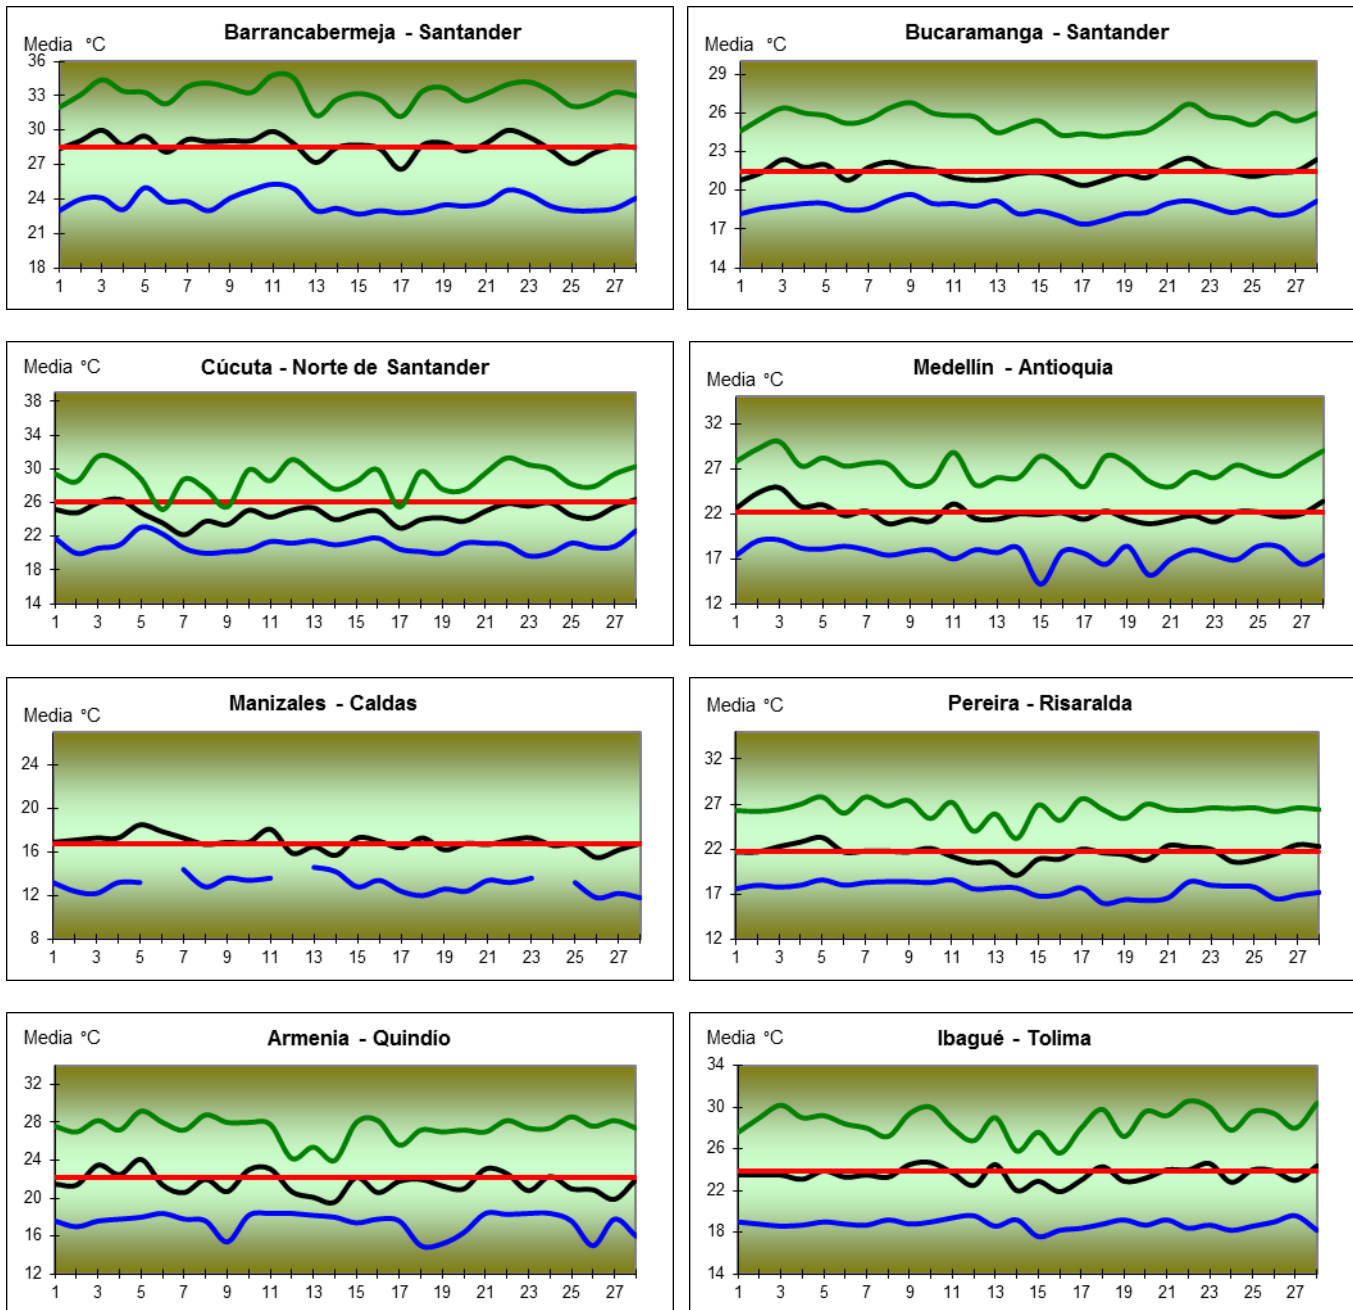 Barrancabermeja - Santander
Media °C
36
33
30
27
24
21
18
1 3 5 7 9 11 13 15 17 19 21 23 25 27
Bucaramanga - Santander
Media °C
29
26
23
20
17
14
1 3 5 7 9 11 13 15 17 19 21 23 25 27
Cúcuta - Norte de Santander
Media °C
38
34
30
26
22
18
14
1 3 5 7 9 11 13 15 17 19 21 23 25 27
Medellín - Antioquia
Media °C
32
27
22
17
12
1 3 5 7 9 11 13 15 17 19 21 23 25 27
Manizales - Caldas
Media °C
24
20
16
12
8
1 3 5 7 9 11 13 15 17 19 21 23 25 27
Pereira - Risaralda
Media °C
32
27
22
17
12
1 3 5 7 9 11 13 15 17 19 21 23 25 27
Armenia - Quindío
Media °C
32
28
24
20
16
12
1 3 5 7 9 11 13 15 17 19 21 23 25 27
Ibagué - Tolima
Media °C
34
30
26
22
18
14
1 3 5 7 9 11 13 15 17 19 21 23 25 27